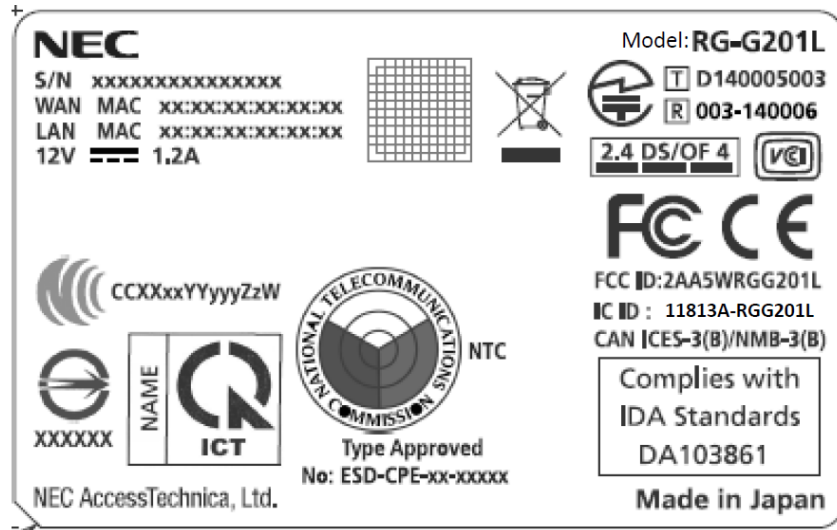 NEC
Model: RG-G201L
S/N xxxxxxxxxxxxxxx
WAN MAC xx:xx:xx:xx:xx:xx
LAN MAC xx:xx:xx:xx:xx:xx
12V 1.2A
T D140005003
R 003-140006
2.4 DS/OF 4
VCI
FC CE
FCC ID:2AA5WRGG201L
IC ID : 11813A-RGG201L
CAN ICES-3(B)/NMB-3(B)
CCXXxxYYyyyZzW
XXXXXX
NAME
ICT
NATIONAL TELECOMMUNICATIONS COMMISSION
NTC
Type Approved
No: ESD-CPE-xx-xxxxx
Complies with
IDA Standards
DA103861
NEC AccessTechnica, Ltd.
Made in Japan